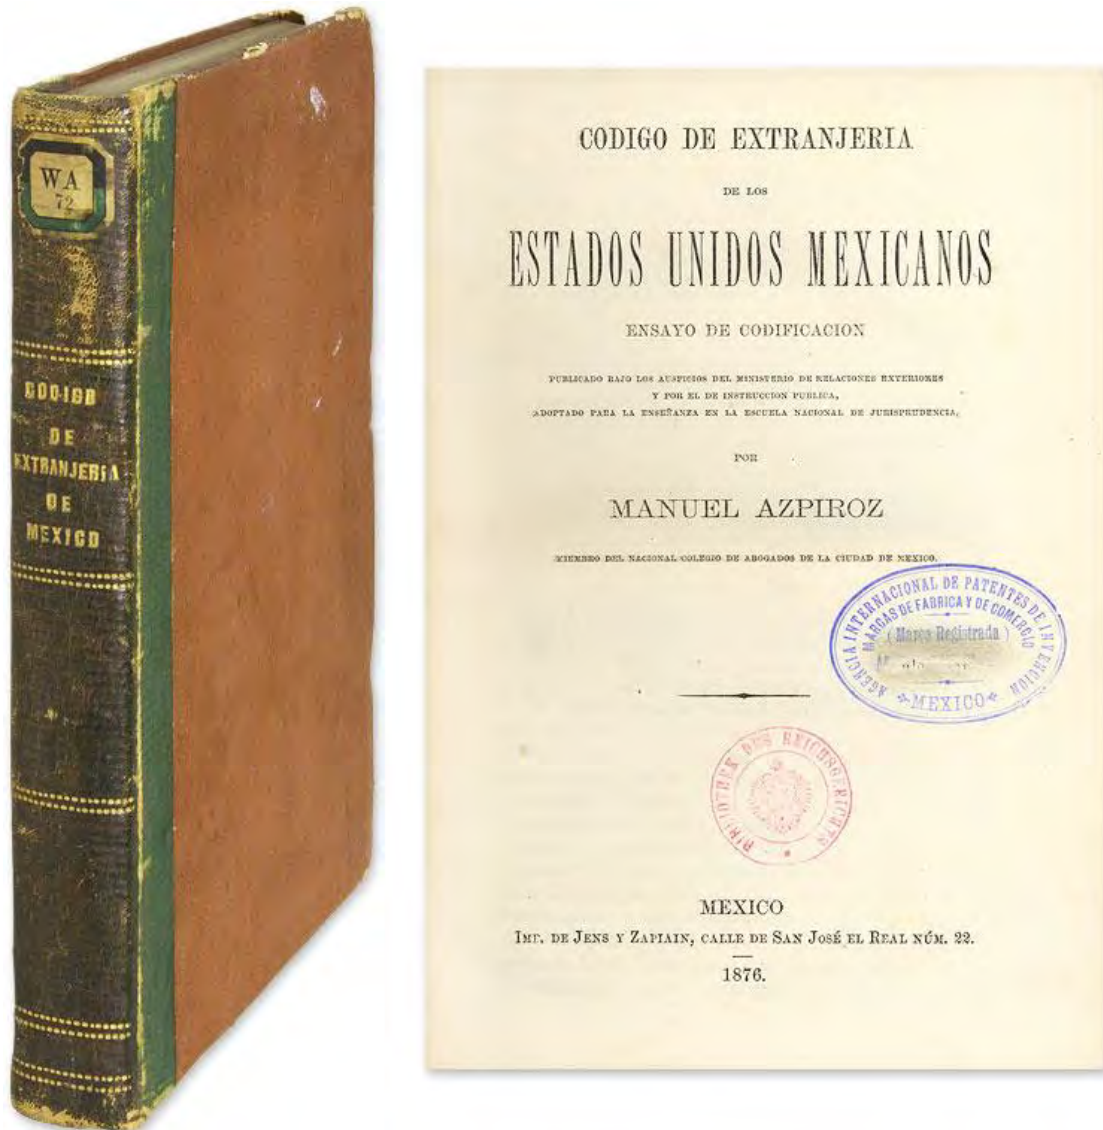 WA
72
CODIGO
DE
EXTRANJERIA
DE
MEXICO
CODIGO DE EXTRANJERIA
DE LOS
ESTADOS UNIDOS MEXICANOS
ENSAYO DE CODIFICACION
PUBLICADO BAJO LOS AUSPICIOS DEL MINISTERIO DE RELACIONES EXTERIORES
Y POR EL DE INSTRUCCION PUBLICA,
ADOPTADO PARA LA ENSEÑANZA EN LA ESCUELA NACIONAL DE JURISPRUDENCIA,
POR
MANUEL AZPIROZ
MIEMBRO DEL NACIONAL COLEGIO DE ABOGADOS DE LA CIUDAD DE MEXICO.
AGENCIA INTERNACIONAL DE PATENTES DE INVENCION
MARCAS DE FABRICA Y DE COMERCIO
( Marca Registrada )
MEXICO
BIBLIOTHEK DES REICHSGERICHTS
MEXICO
IMP. DE JENS Y ZAPIAIN, CALLE DE SAN JOSÉ EL REAL NÚM. 22.
1876.